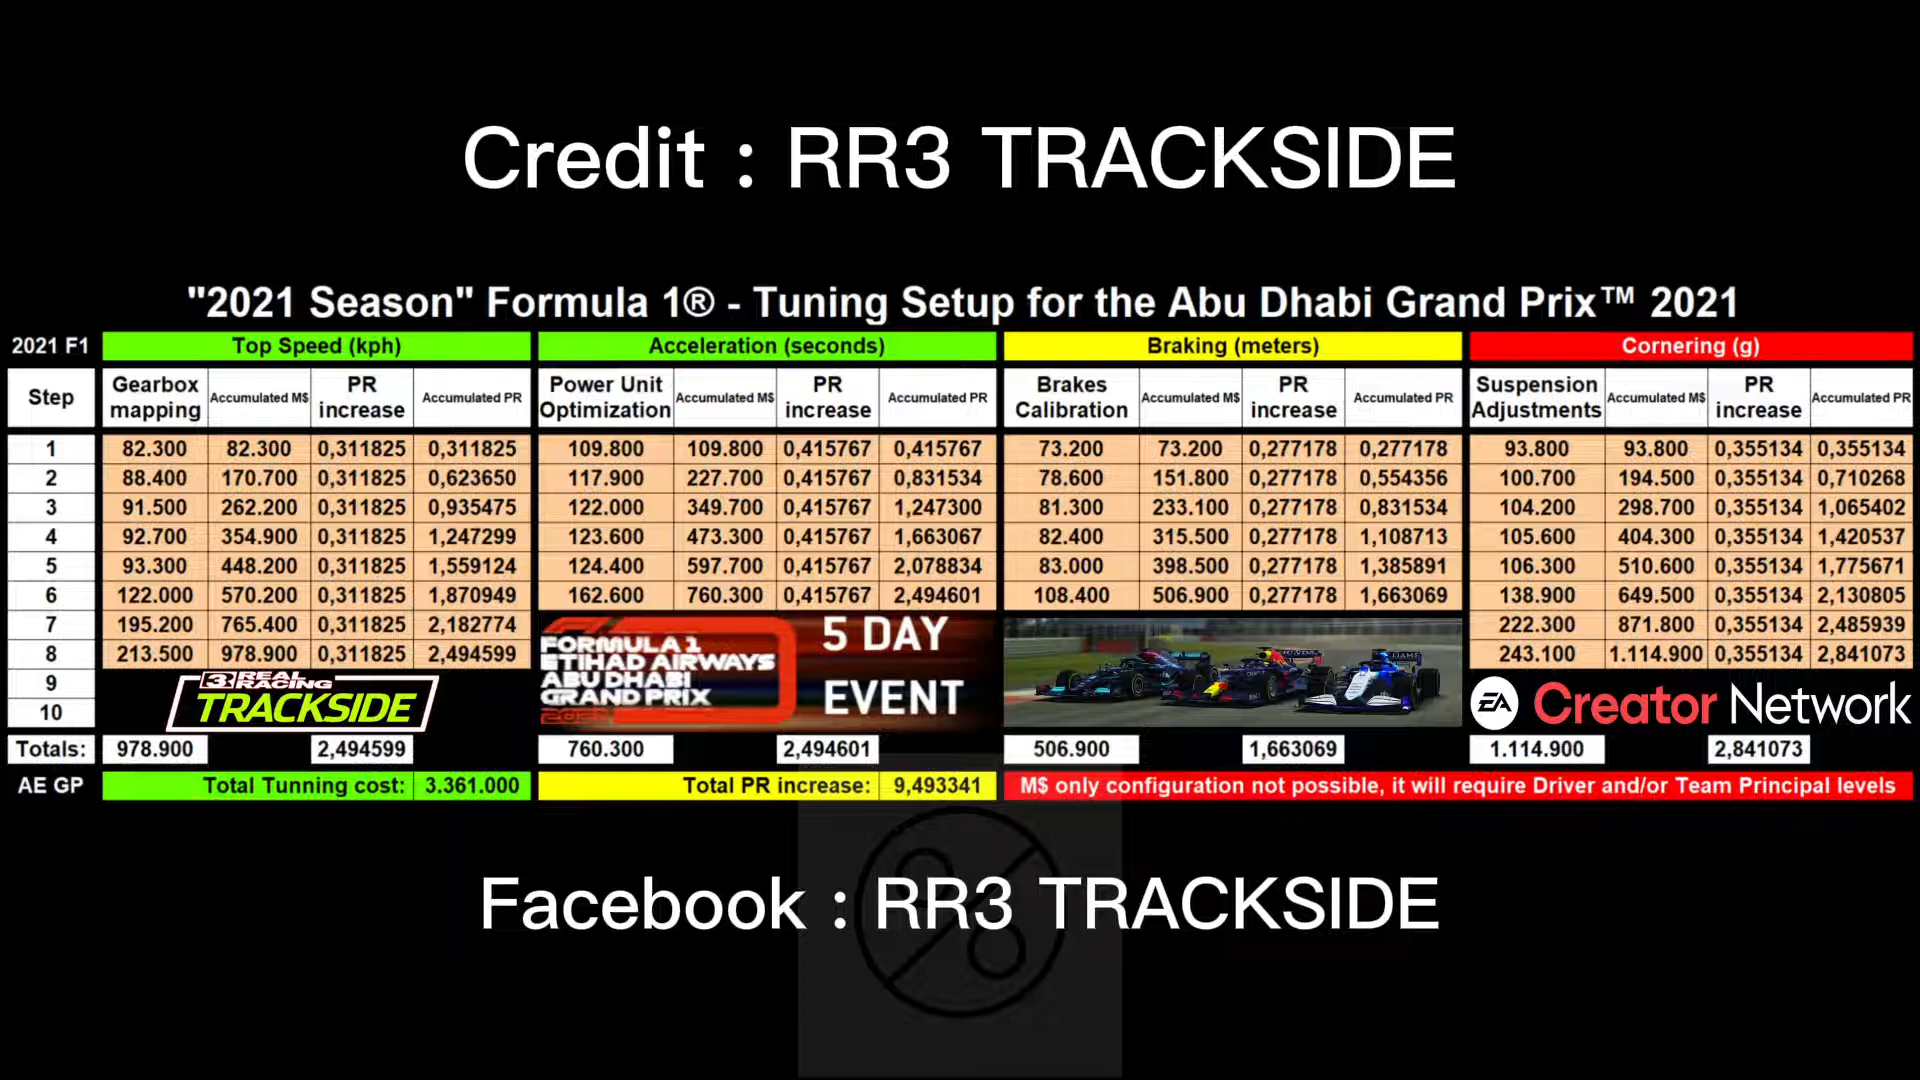 Credit : RR3 TRACKSIDE
"2021 Season" Formula 1® - Tuning Setup for the Abu Dhabi Grand Prix™ 2021
2021 F1 Top Speed (kph) Acceleration (seconds) Braking (meters) Cornering (g)
Step Gearbox mapping Accumulated M$ PR increase Accumulated PR Power Unit Optimization Accumulated M$ PR increase Accumulated PR Brakes Calibration Accumulated M$ PR increase Accumulated PR Suspension Adjustments Accumulated M$ PR increase Accumulated PR
1 82.300 82.300 0,311825 0,311825 109.800 109.800 0,415767 0,415767 73.200 73.200 0,277178 0,277178 93.800 93.800 0,355134 0,355134
2 88.400 170.700 0,311825 0,623650 117.900 227.700 0,415767 0,831534 78.600 151.800 0,277178 0,554356 100.700 194.500 0,355134 0,710268
3 91.500 262.200 0,311825 0,935475 122.000 349.700 0,415767 1,247300 81.300 233.100 0,277178 0,831534 104.200 298.700 0,355134 1,065402
4 92.700 354.900 0,311825 1,247299 123.600 473.300 0,415767 1,663067 82.400 315.500 0,277178 1,108713 105.600 404.300 0,355134 1,420537
5 93.300 448.200 0,311825 1,559124 124.400 597.700 0,415767 2,078834 83.000 398.500 0,277178 1,385891 106.300 510.600 0,355134 1,775671
6 122.000 570.200 0,311825 1,870949 162.600 760.300 0,415767 2,494601 108.400 506.900 0,277178 1,663069 138.900 649.500 0,355134 2,130805
7 195.200 765.400 0,311825 2,182774 222.300 871.800 0,355134 2,485939
8 213.500 978.900 0,311825 2,494599 243.100 1.114.900 0,355134 2,841073
9
10
3 REAL RACING
TRACKSIDE
FORMULA 1
ETIHAD AIRWAYS
ABU DHABI
GRAND PRIX
2021
5 DAY
EVENT
EA Creator Network
Totals: 978.900 2,494599 760.300 2,494601 506.900 1,663069 1.114.900 2,841073
AE GP Total Tunning cost: 3.361.000 Total PR increase: 9,493341 M$ only configuration not possible, it will require Driver and/or Team Principal levels
Facebook : RR3 TRACKSIDE